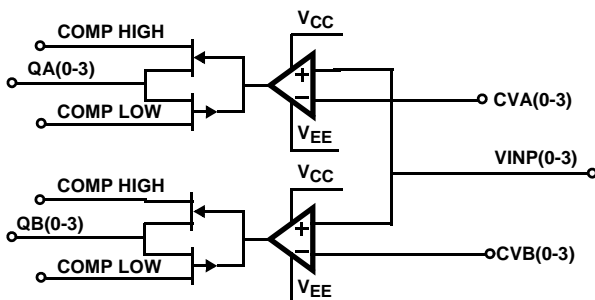 COMP HIGH
VCC
QA(0-3)
+
−
CVA(0-3)
COMP LOW
VEE
VINP(0-3)
COMP HIGH
VCC
QB(0-3)
+
−
CVB(0-3)
COMP LOW
VEE